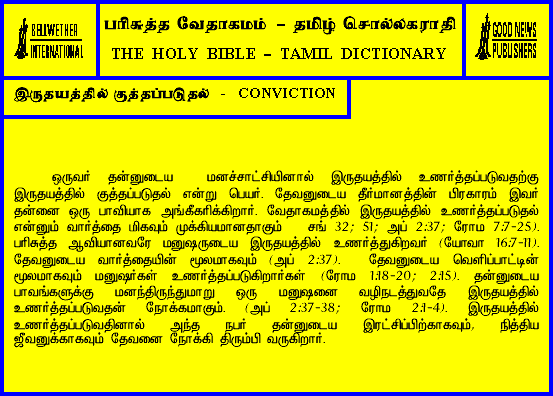 BELLWETHER
INTERNATIONAL
பரிசுத்த வேதாகமம் – தமிழ் சொல்லகராதி
THE HOLY BIBLE – TAMIL DICTIONARY
GOOD NEWS
PUBLISHERS
இருதயத்தில் குத்தப்படுதல் - CONVICTION
ஒருவர் தன்னுடைய மனச்சாட்சியினால் இருதயத்தில் உணர்த்தப்படுவதற்கு
இருதயத்தில் குத்தப்படுதல் என்று பெயர். தேவனுடைய தீர்மானத்தின் பிரகாரம் இவர்
தன்னை ஒரு பாவியாக அங்கீகரிக்கிறார். வேதாகமத்தில் இருதயத்தில் உணர்த்தப்படுதல்
என்னும் வார்த்தை மிகவும் முக்கியமானதாகும் சங் 32; 51; அப் 2:37; ரோம 7:7-25).
பரிசுத்த ஆவியானவரே மனுஷருடைய இருதயத்தில் உணர்த்துகிறவர் (யோவா 16:7-11).
தேவனுடைய வார்த்தையின் மூலமாகவும் (அப் 2:37). தேவனுடைய வெளிப்பாட்டின்
மூலமாகவும் மனுஷர்கள் உணர்த்தப்படுகிறார்கள் (ரோம 1:18-20; 2:15). தன்னுடைய
பாவங்களுக்கு மனந்திருந்துமாறு ஒரு மனுஷனை வழிநடத்துவதே இருதயத்தில்
உணர்த்தப்படுவதன் நோக்கமாகும். (அப் 2:37-38; ரோம 2:1-4). இருதயத்தில்
உணர்த்தப்படுவதினால் அந்த நபர் தன்னுடைய இரட்சிப்பிற்காகவும், நித்திய
ஜீவனுக்காகவும் தேவனை நோக்கி திரும்பி வருகிறார்.